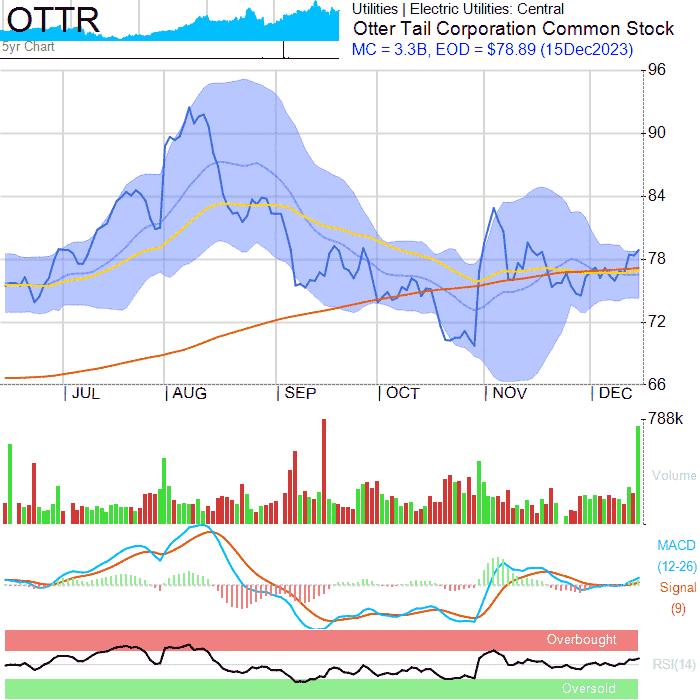 OTTR
5yr Chart
Utilities | Electric Utilities: Central
Otter Tail Corporation Common Stock
MC = 3.3B, EOD = $78.89 (15Dec2023)
96
90
84
78
72
66
JUL
AUG
SEP
OCT
NOV
DEC
788k
Volume
MACD
(12-26)
Signal
(9)
Overbought
RSI(14)
Oversold